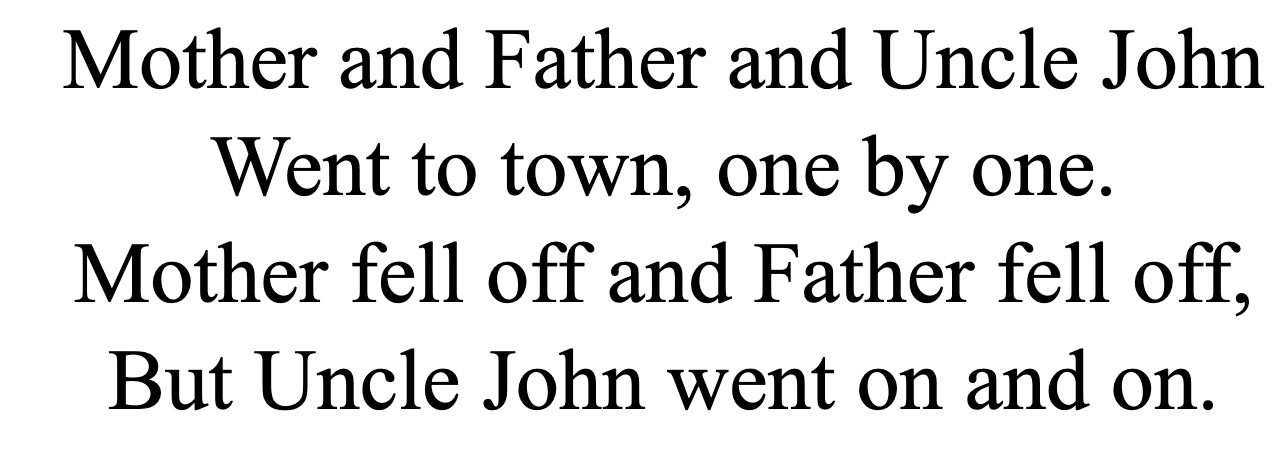 Mother and Father and Uncle John
Went to town, one by one.
Mother fell off and Father fell off,
But Uncle John went on and on.